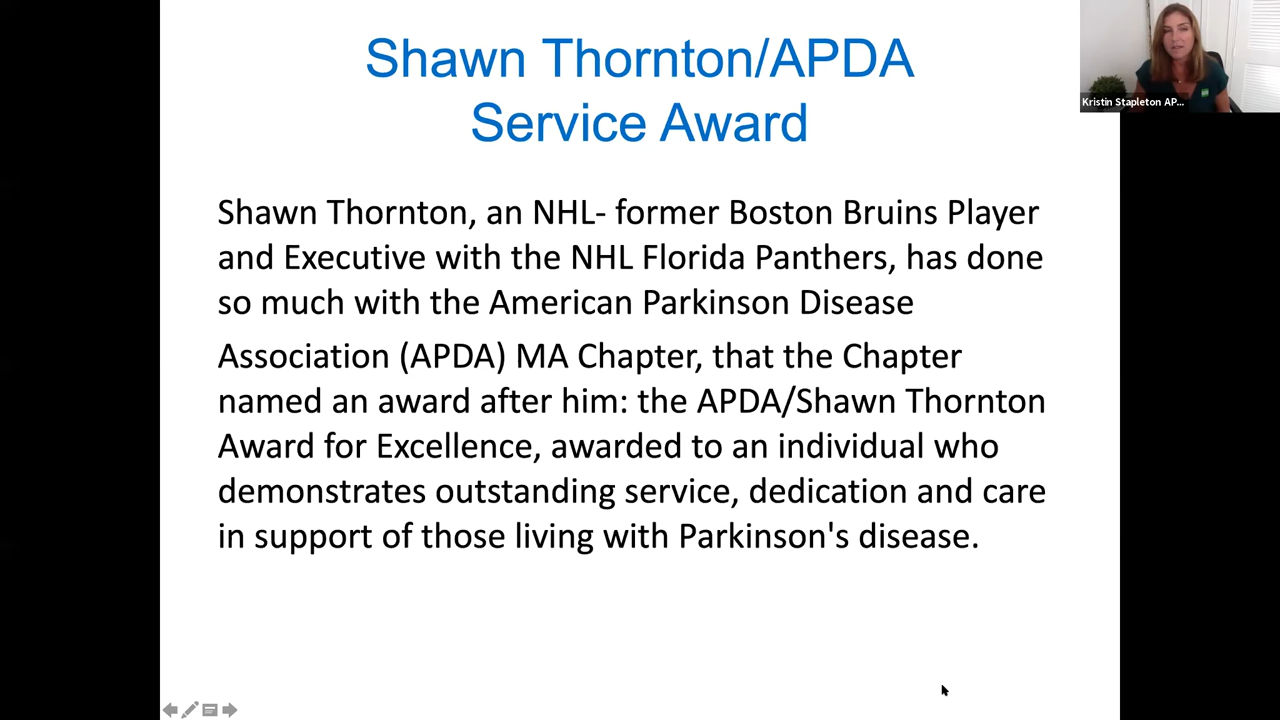 Shawn Thornton/APDA
Service Award
Kristin Stapleton AP...
Shawn Thornton, an NHL- former Boston Bruins Player
and Executive with the NHL Florida Panthers, has done
so much with the American Parkinson Disease
Association (APDA) MA Chapter, that the Chapter
named an award after him: the APDA/Shawn Thornton
Award for Excellence, awarded to an individual who
demonstrates outstanding service, dedication and care
in support of those living with Parkinson's disease.